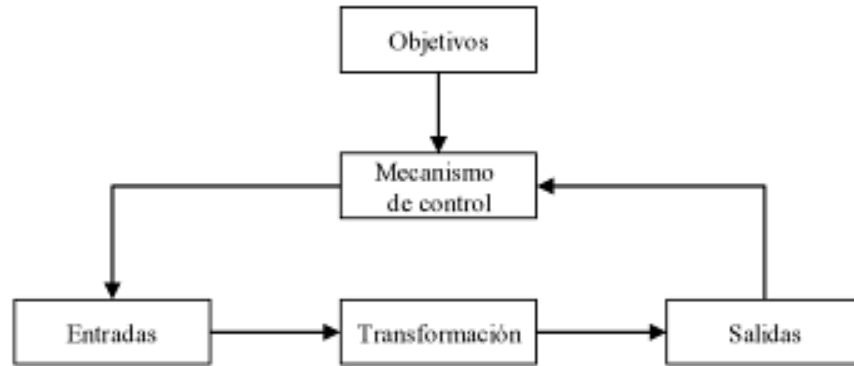 Objetivos
Mecanismo
de control
Entradas
Transformación
Salidas